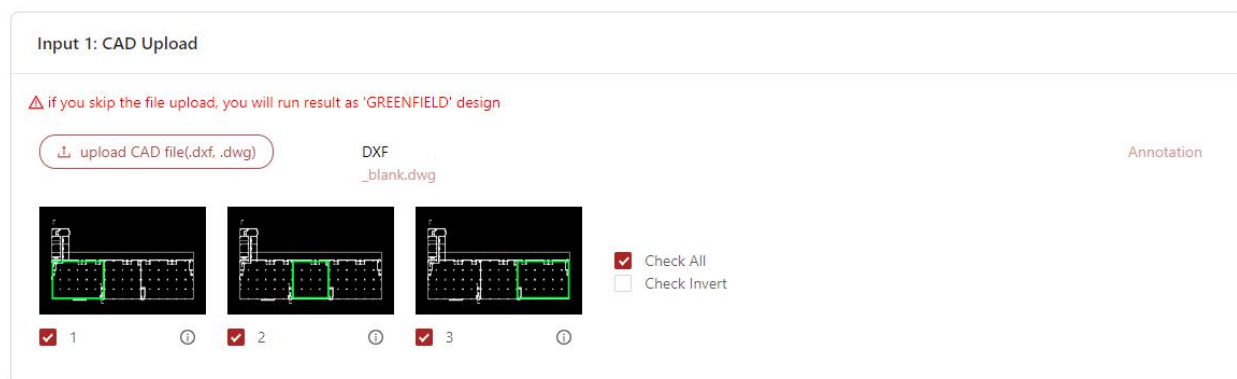 Input 1: CAD Upload
if you skip the file upload, you will run result as 'GREENFIELD' design
upload CAD file(.dxf, .dwg)
DXF
Annotation
_blank.dwg
Check All
Check Invert
1
2
3